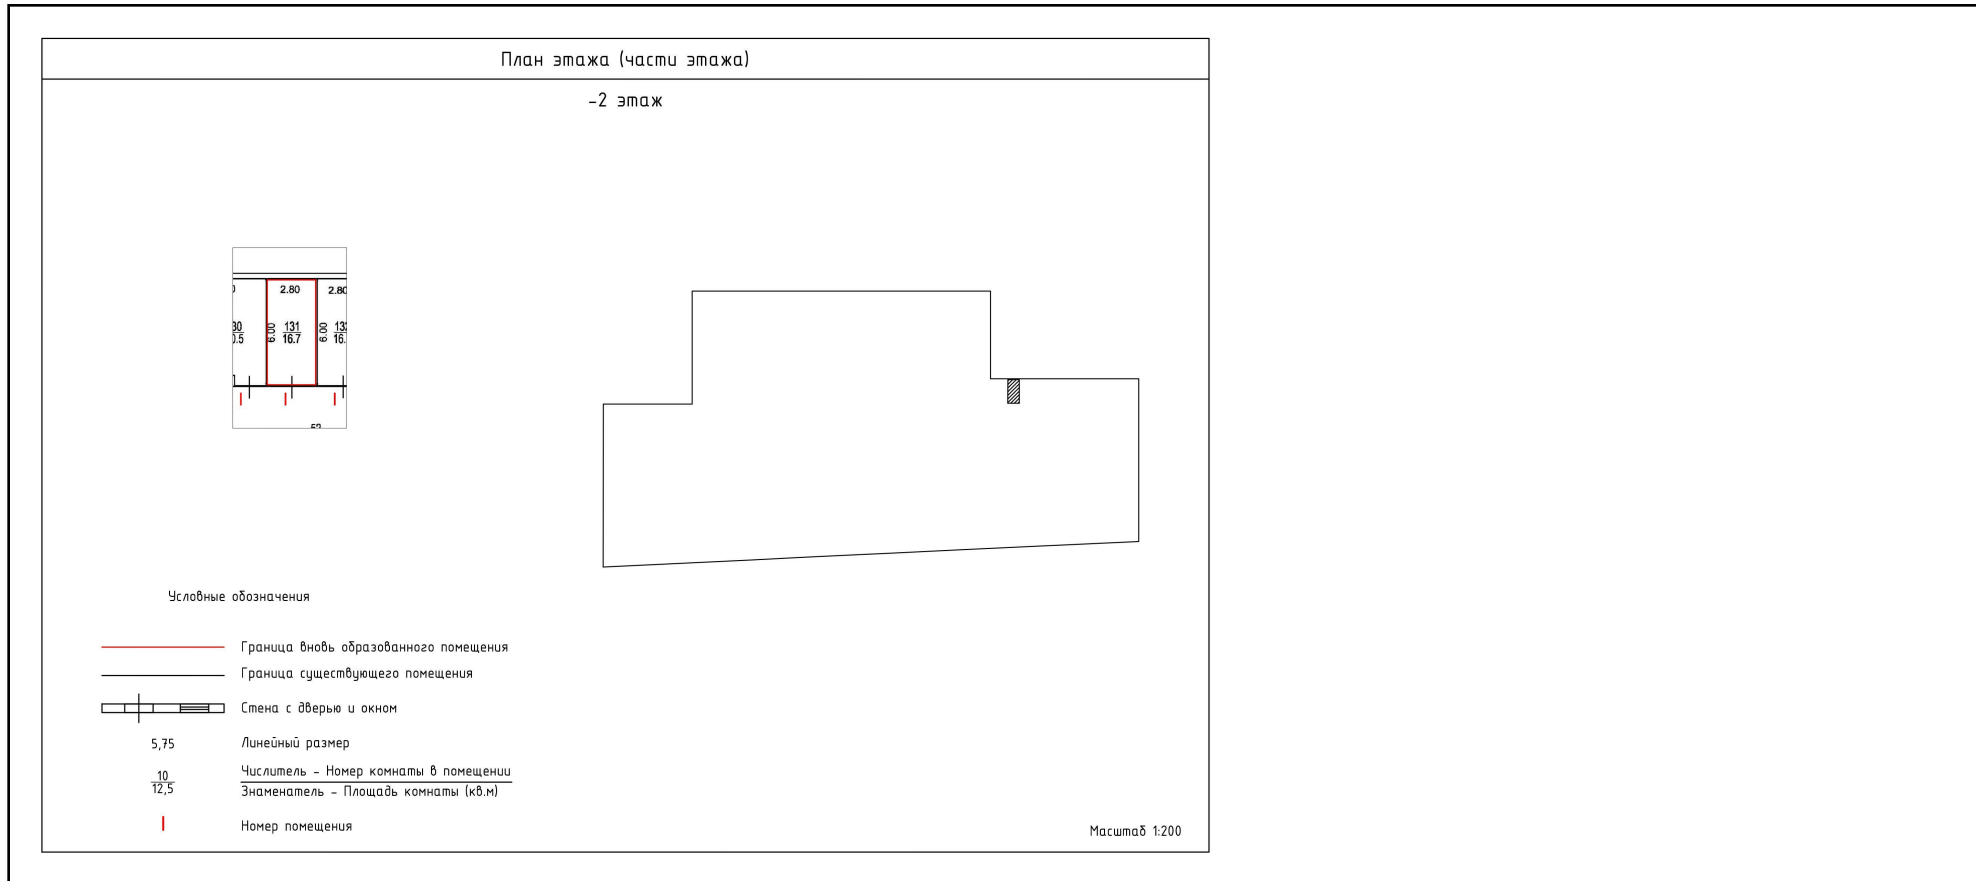 План этажа (части этажа)
-2 этаж
2.80 2.80
6.00 131 6.00
16.7 16.
52
Условные обозначения
Граница вновь образованного помещения
Граница существующего помещения
Стена с дверью и окном
5,75 Линейный размер
10 Числитель - Номер комнаты в помещении
12,5 Знаменатель - Площадь комнаты (кв.м)
I Номер помещения
Масштаб 1:200